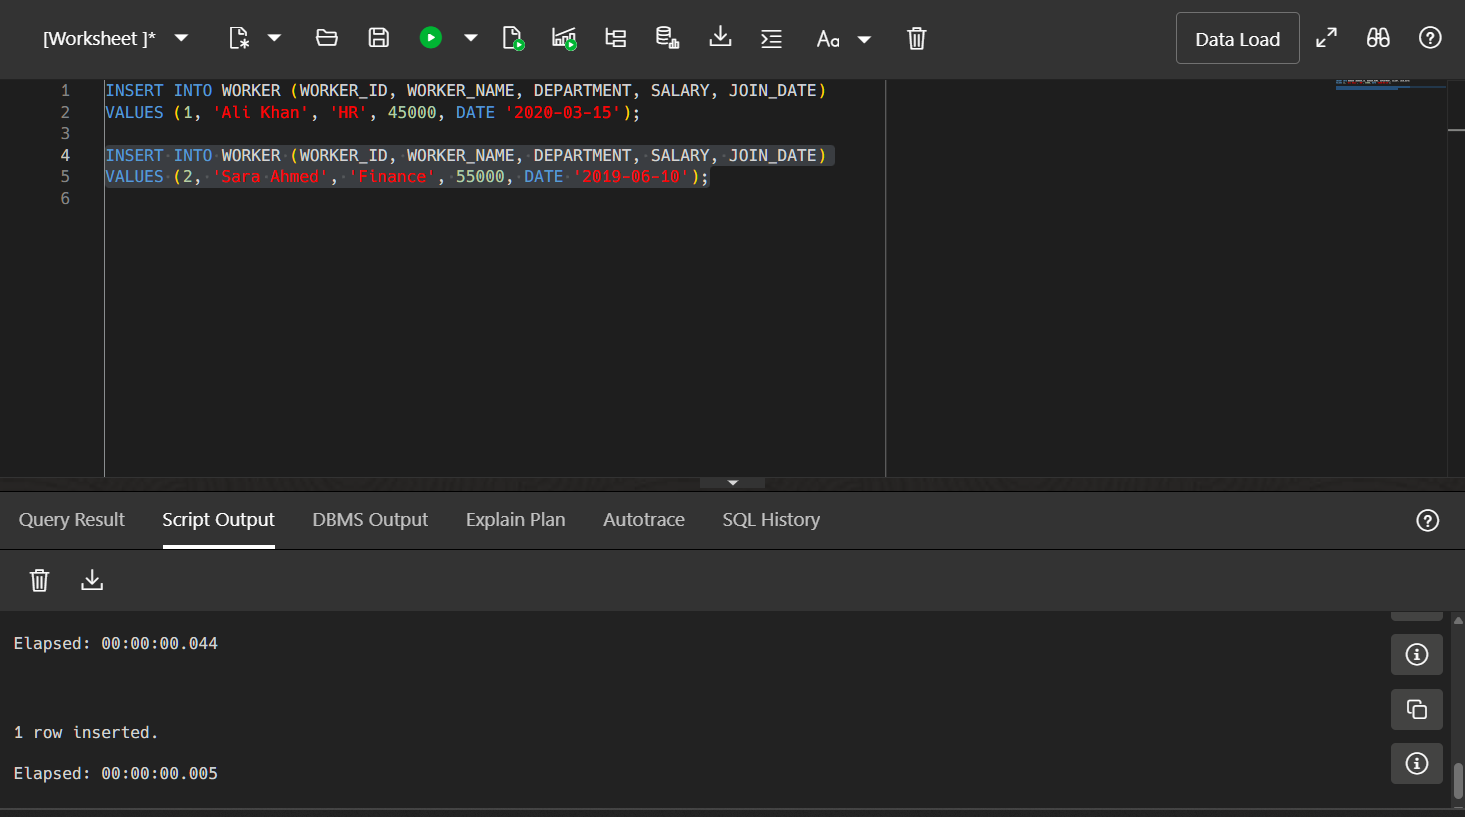 [Worksheet ]*
Aa
Data Load
1 INSERT INTO WORKER (WORKER_ID, WORKER_NAME, DEPARTMENT, SALARY, JOIN_DATE)
2 VALUES (1, 'Ali Khan', 'HR', 45000, DATE '2020-03-15');
3
4 INSERT INTO WORKER (WORKER_ID, WORKER_NAME, DEPARTMENT, SALARY, JOIN_DATE)
5 VALUES (2, 'Sara Ahmed', 'Finance', 55000, DATE '2019-06-10');
6
Query Result Script Output DBMS Output Explain Plan Autotrace SQL History
Elapsed: 00:00:00.044
1 row inserted.
Elapsed: 00:00:00.005